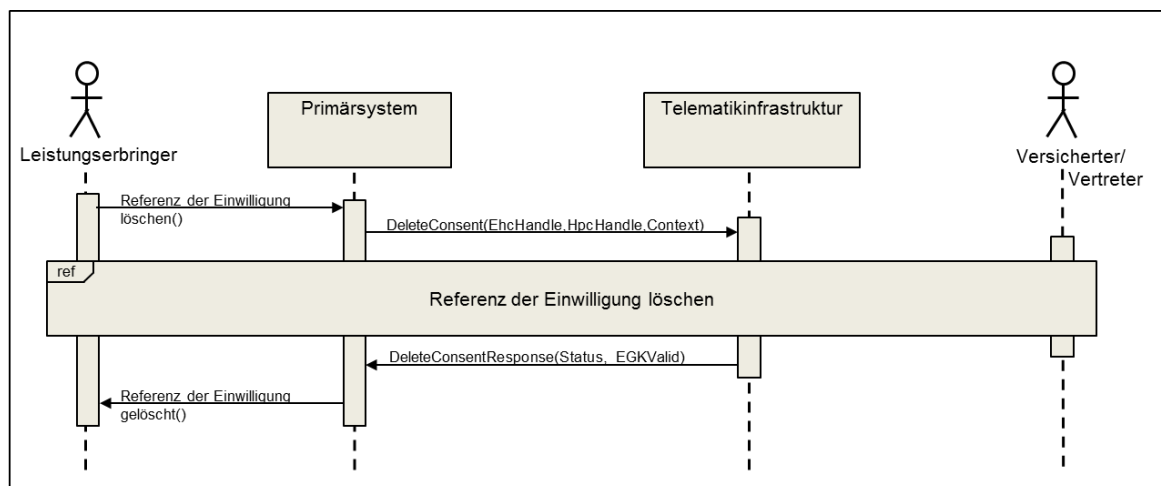 Primärsystem
Telematikinfrastruktur
Leistungserbringer
Versicherter/
Vertreter
Referenz der Einwilligung
löschen()
DeleteConsent(EhcHandle,HpcHandle,Context)
ref
Referenz der Einwilligung löschen
DeleteConsentResponse(Status, EGKValid)
Referenz der Einwilligung
gelöscht()